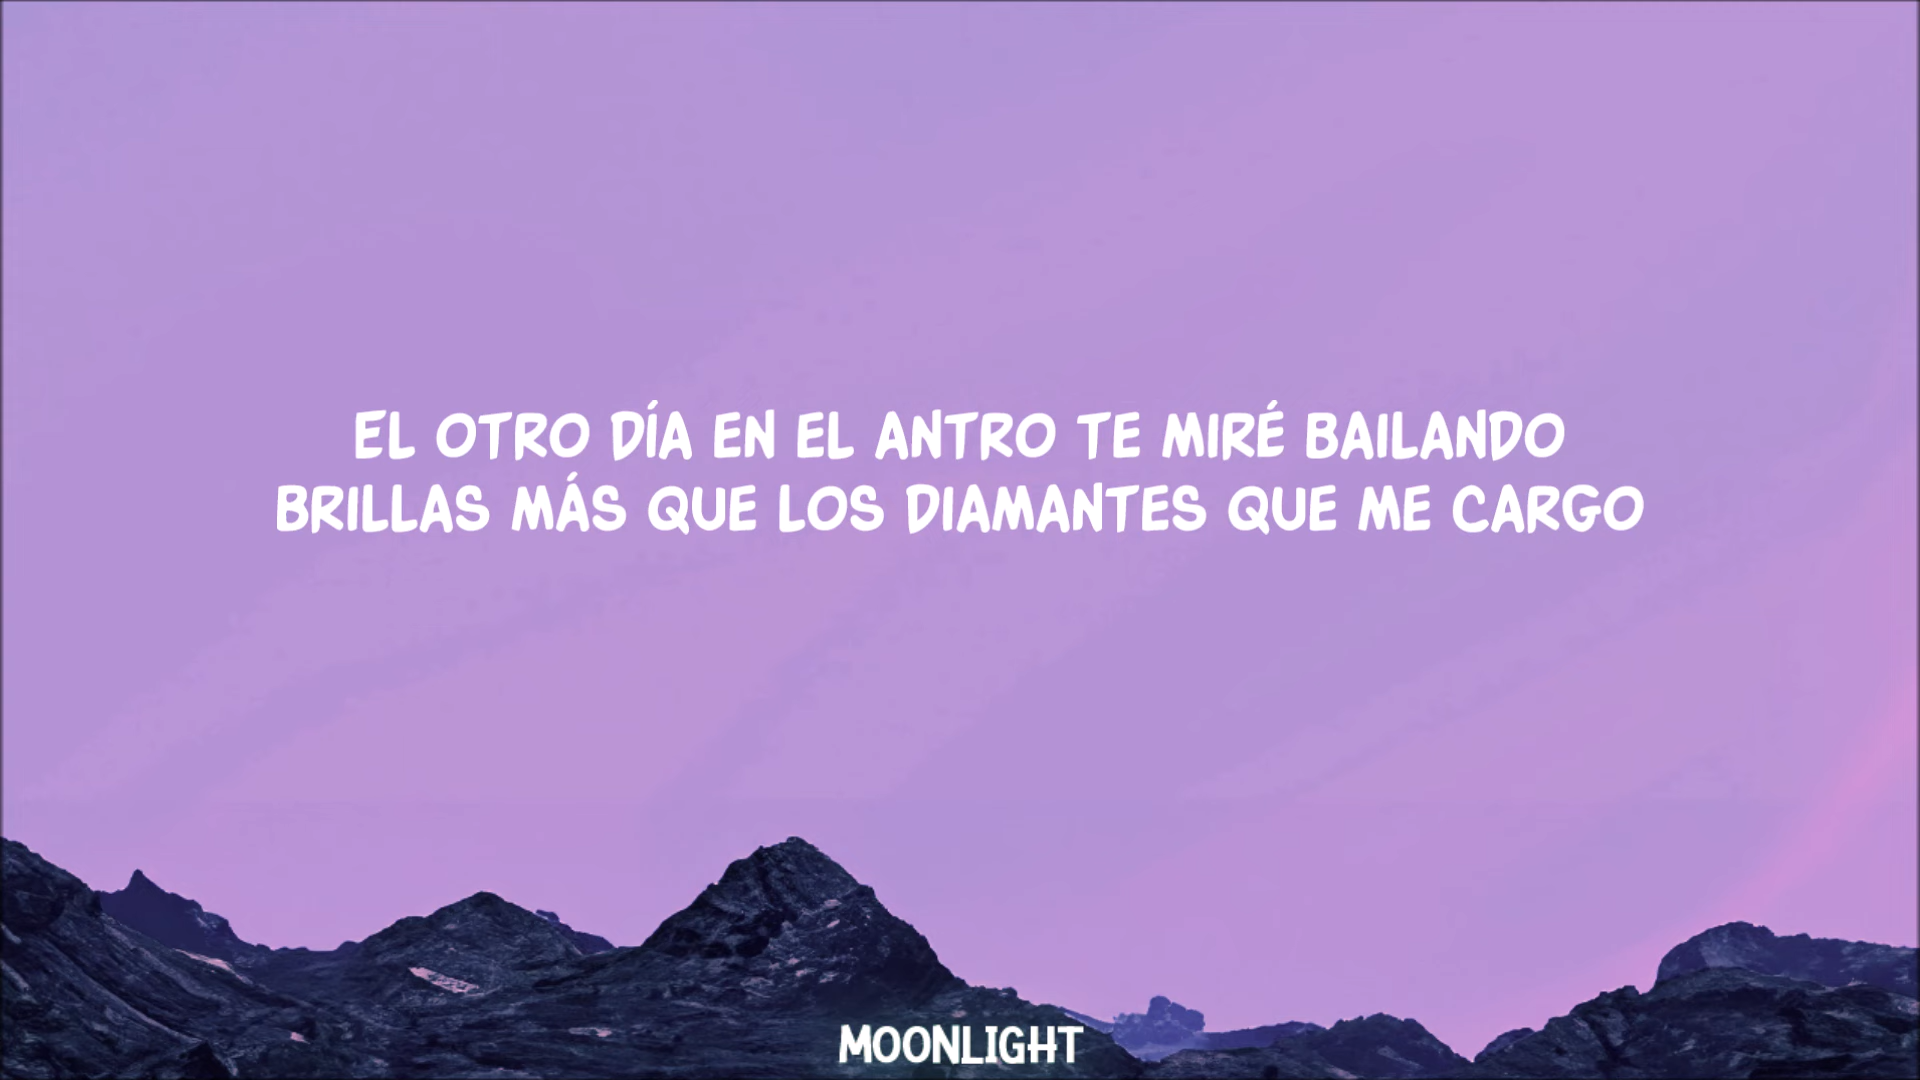 EL OTRO DÍA EN EL ANTRO TE MIRÉ BAILANDO
BRILLAS MÁS QUE LOS DIAMANTES QUE ME CARGO
MOONLIGHT